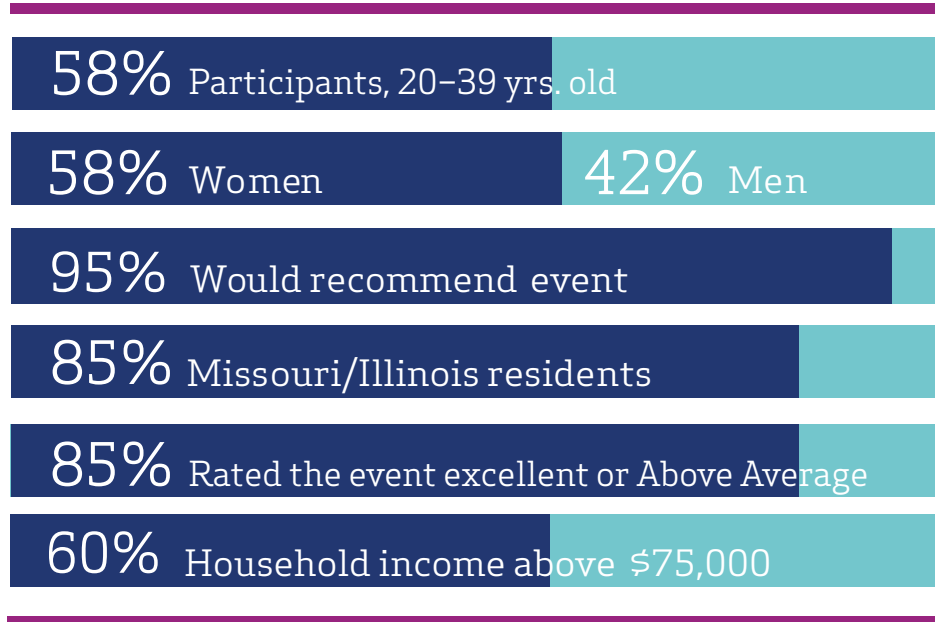 58% Participants, 20–39 yrs. old
58% Women 42% Men
95% Would recommend event
85% Missouri/Illinois residents
85% Rated the event excellent or Above Average
60% Household income above $75,000